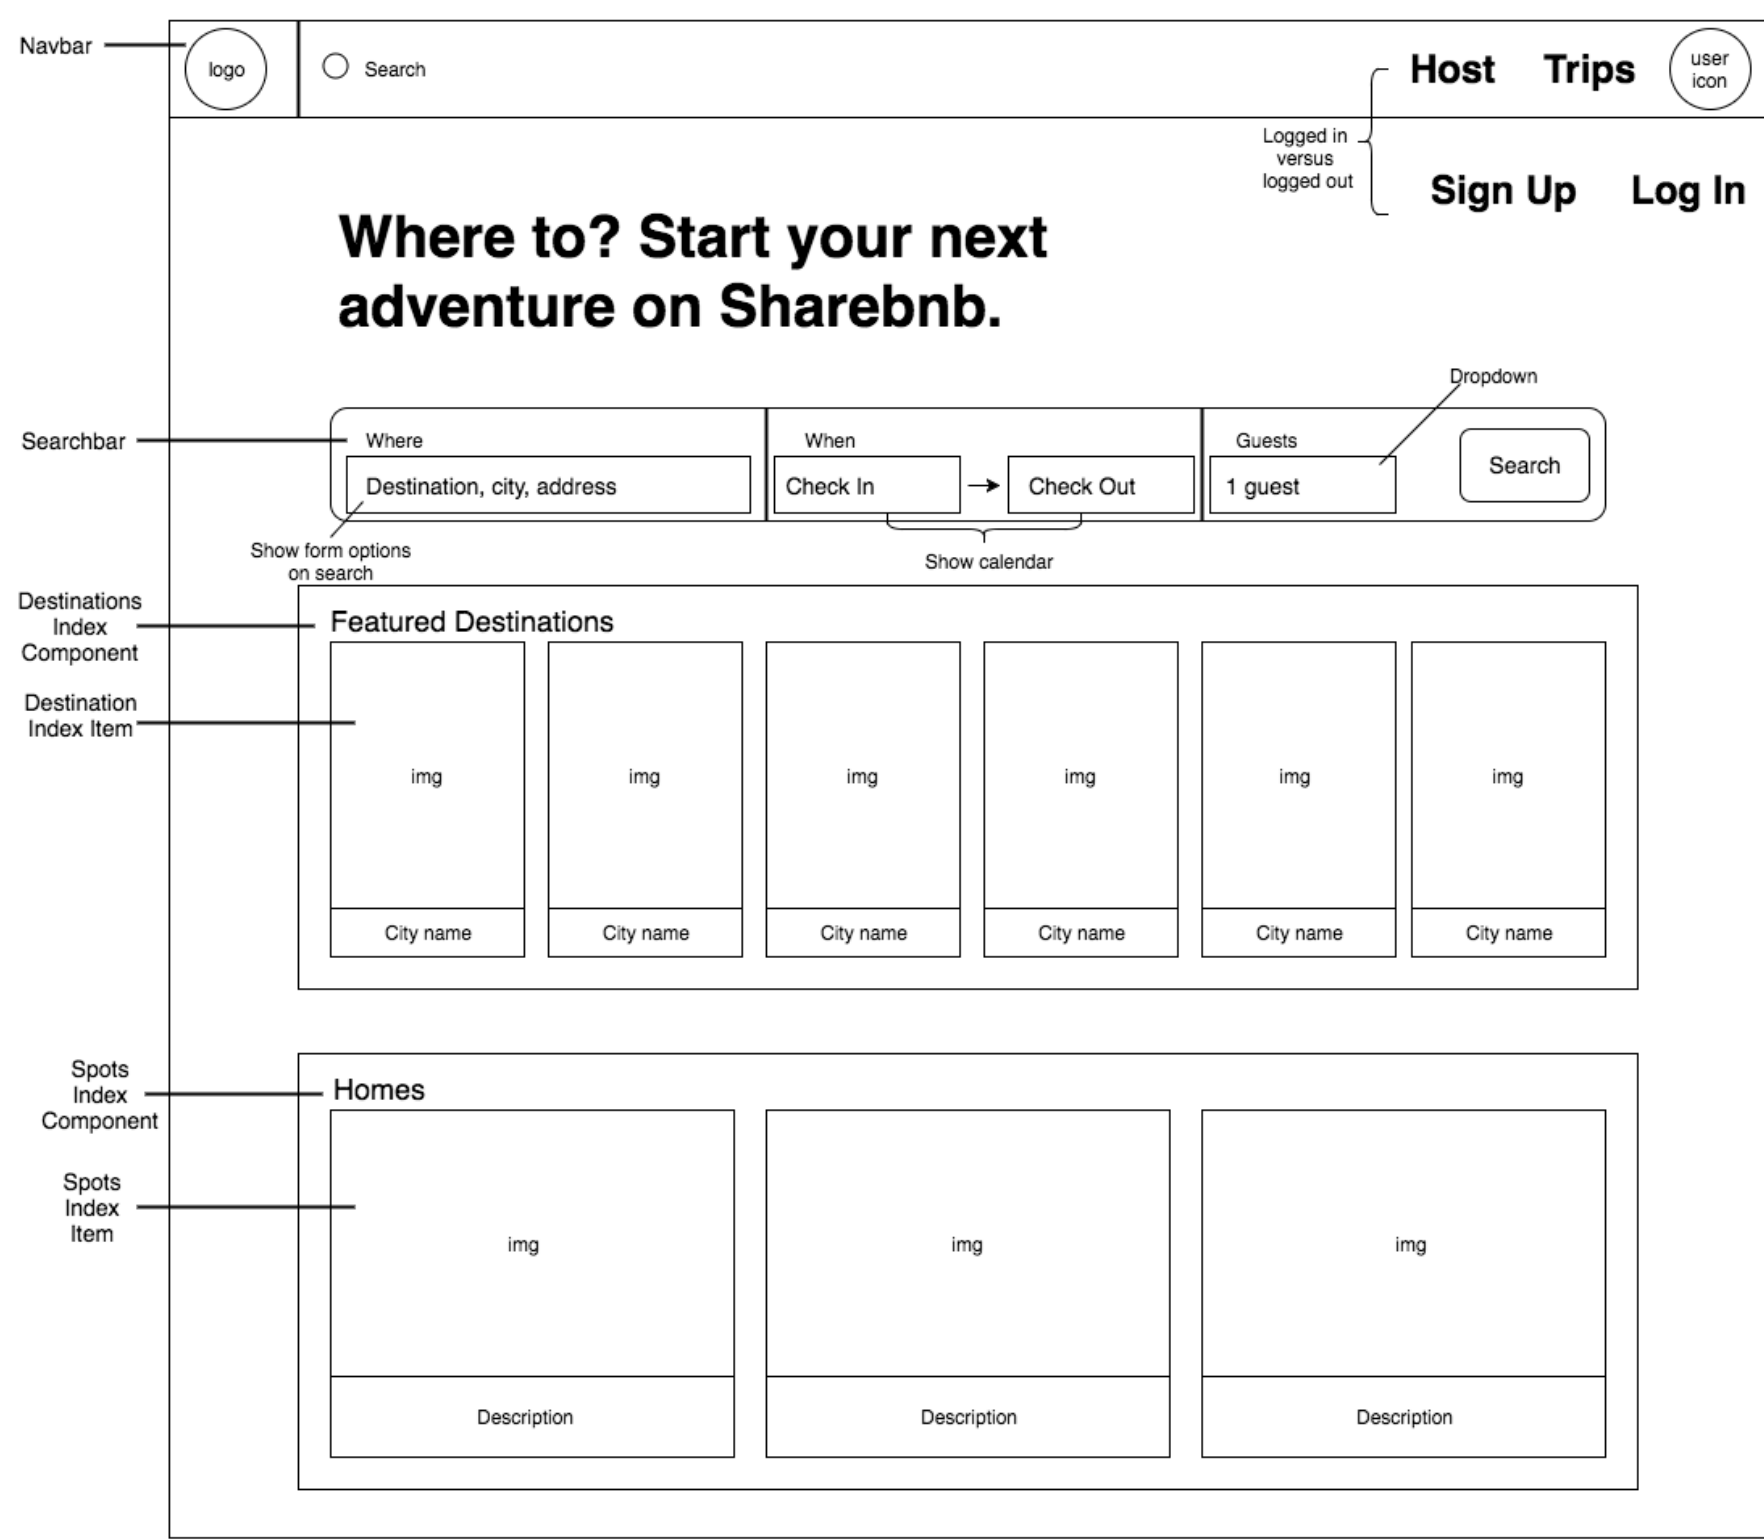 Navbar
logo
Search
Host
Trips
user
icon
Logged in
versus
logged out
Sign Up
Log In
Where to? Start your next
adventure on Sharebnb.
Dropdown
Searchbar
Where
When
Guests
Destination, city, address
Check In
Check Out
1 guest
Search
Show form options
on search
Show calendar
Destinations
Index
Component
Featured Destinations
Destination
Index Item
img
img
img
img
img
img
City name
City name
City name
City name
City name
City name
Spots
Index
Component
Homes
Spots
Index
Item
img
img
img
Description
Description
Description